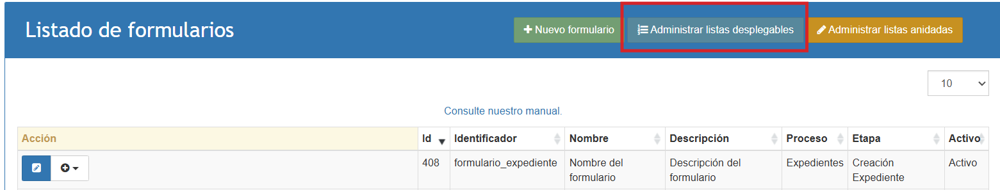 Listado de formularios
Nuevo formulario
Administrar listas desplegables
Administrar listas anidadas
10
Consulte nuestro manual.
Acción Id Identificador Nombre Descripción Proceso Etapa Activo
408 formulario_expediente Nombre del formulario Descripción del formulario Expedientes Creación Expediente Activo